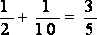 1/2 + 1/10 = 3/5